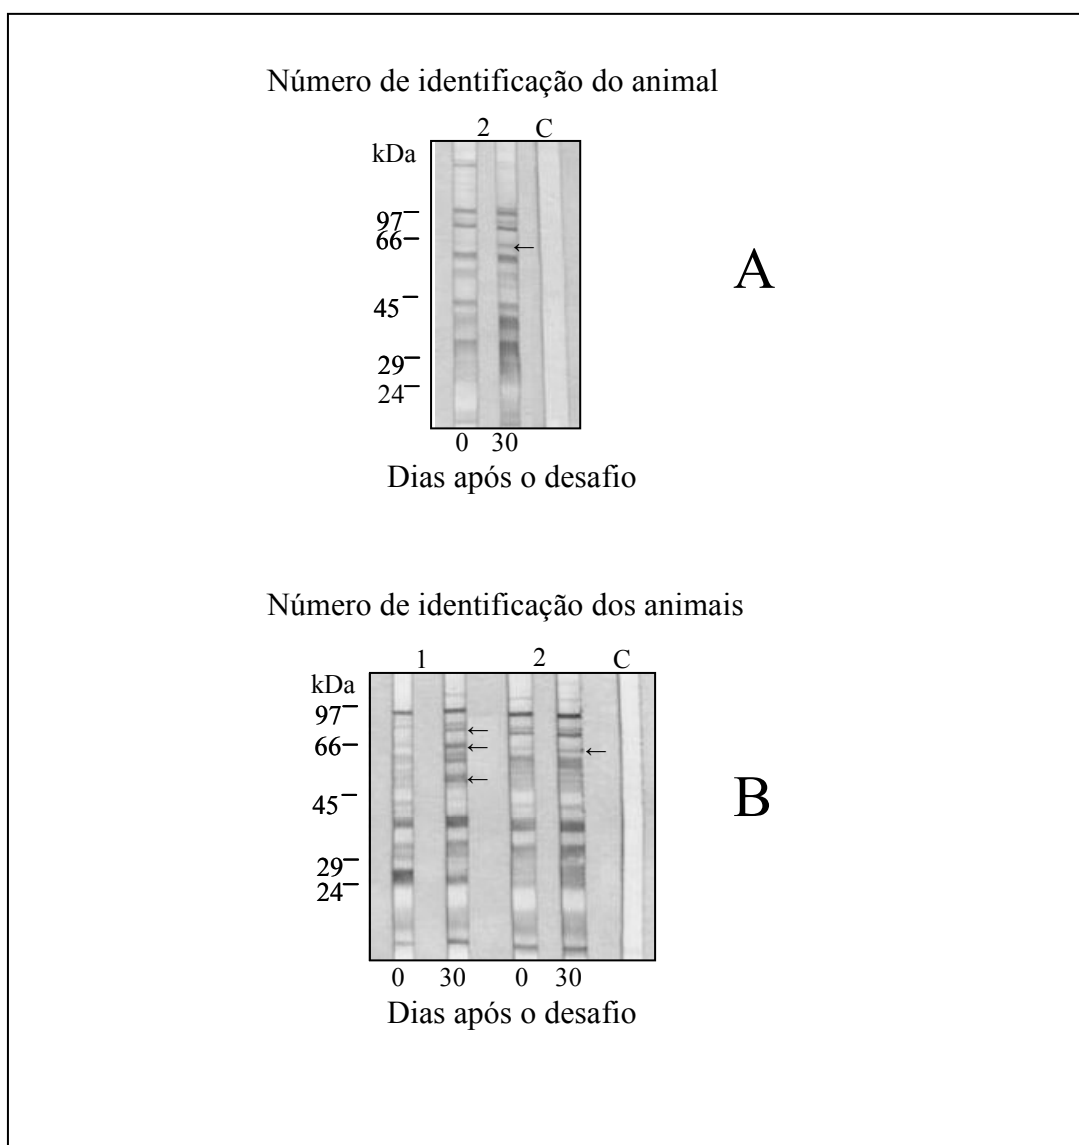 Número de identificação do animal
2 C
kDa
97
66
45
29
24
0 30
Dias após o desafio
A
Número de identificação dos animais
1 2 C
kDa
97
66
45
29
24
0 30 0 30
Dias após o desafio
B